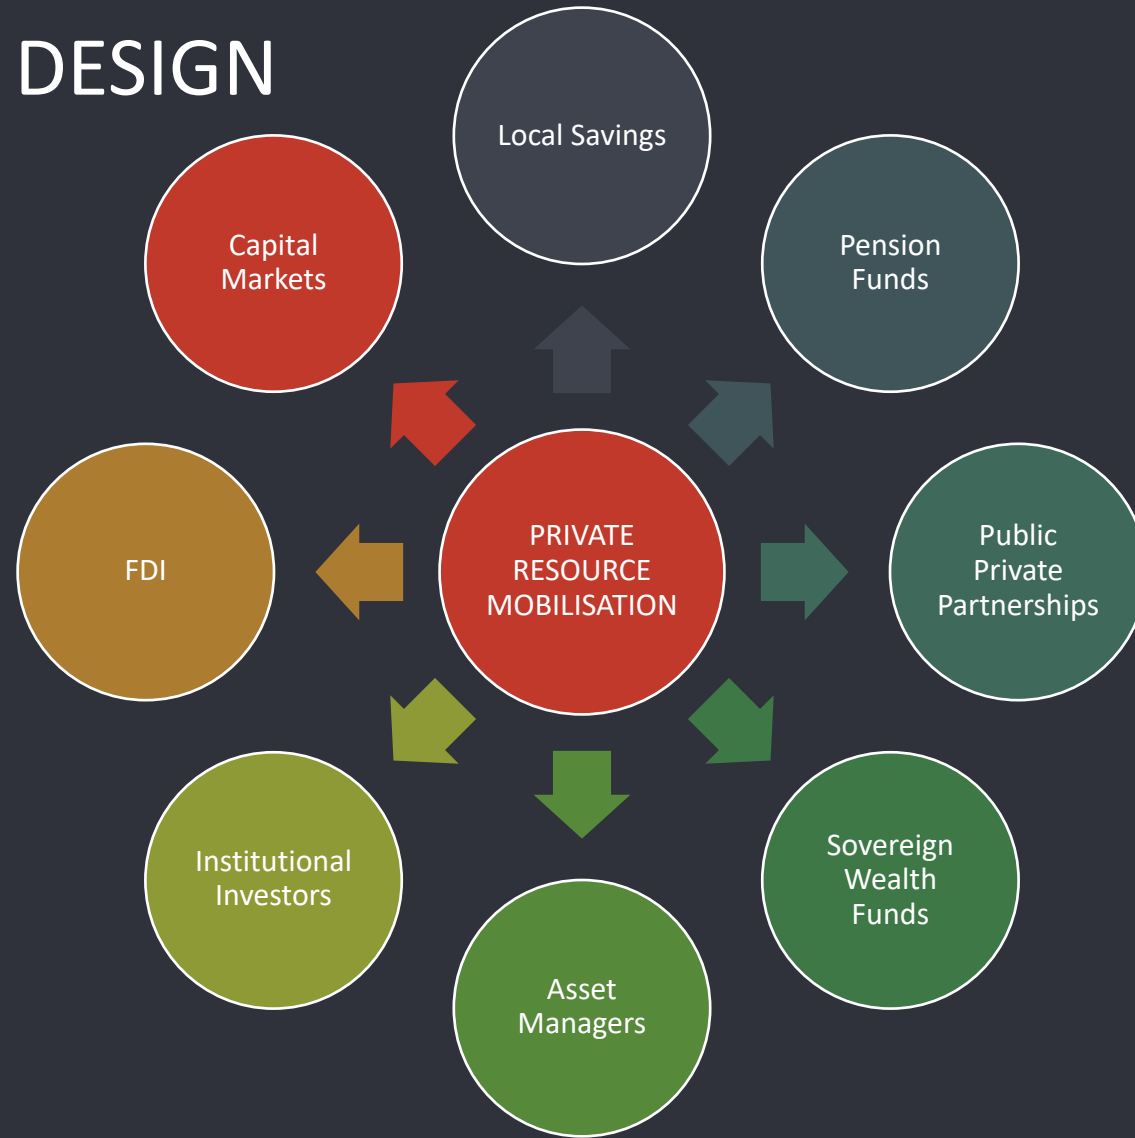 DESIGN
Local Savings
Pension
Funds
Public
Private
Partnerships
Sovereign
Wealth
Funds
Asset
Managers
Institutional
Investors
FDI
Capital
Markets
PRIVATE
RESOURCE
MOBILISATION